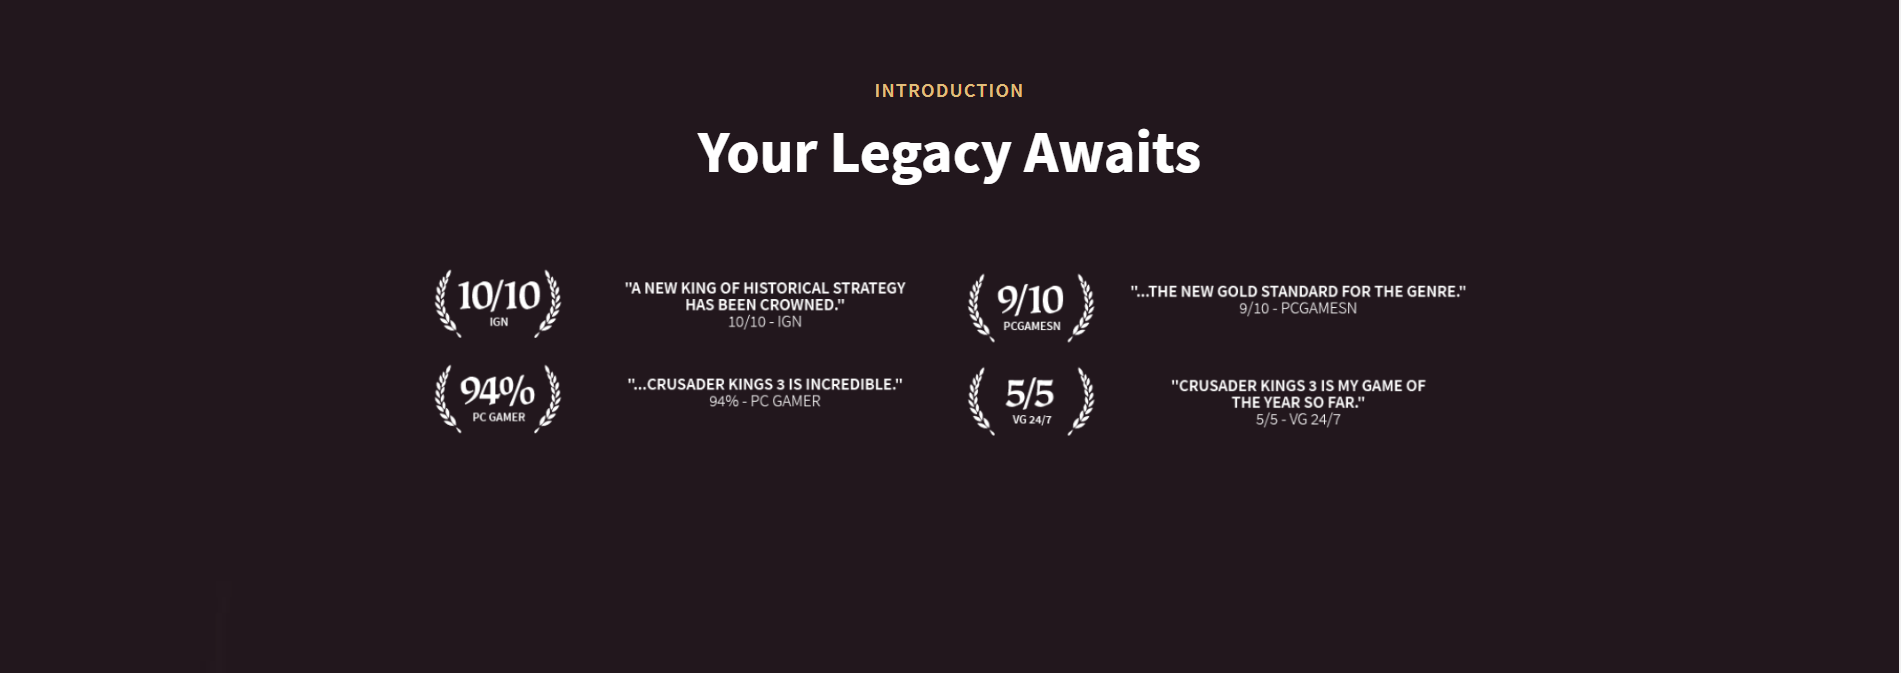 INTRODUCTION
Your Legacy Awaits
10/10
IGN
"A NEW KING OF HISTORICAL STRATEGY
HAS BEEN CROWNED."
10/10 - IGN
9/10
PCGAMESN
"...THE NEW GOLD STANDARD FOR THE GENRE."
9/10 - PCGAMESN
94%
PC GAMER
"...CRUSADER KINGS 3 IS INCREDIBLE."
94% - PC GAMER
5/5
VG 24/7
"CRUSADER KINGS 3 IS MY GAME OF
THE YEAR SO FAR."
5/5 - VG 24/7